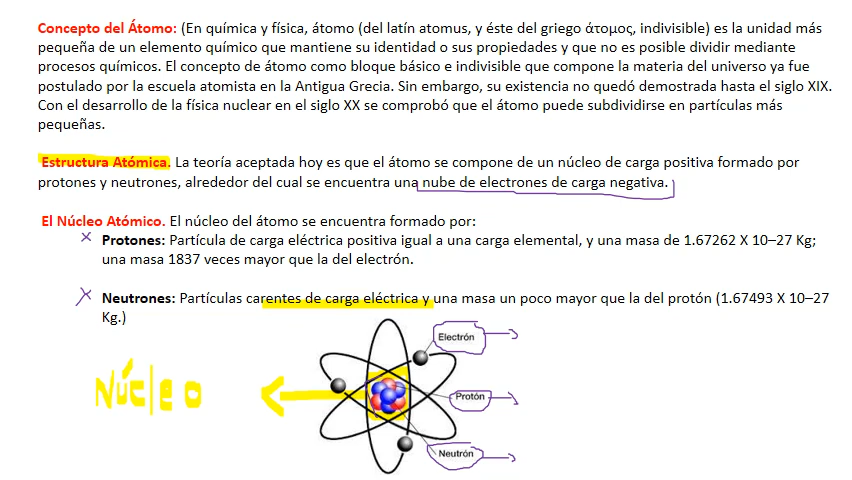 Concepto del Átomo: (En química y física, átomo (del latín atomus, y éste del griego άτομος, indivisible) es la unidad más
pequeña de un elemento químico que mantiene su identidad o sus propiedades y que no es posible dividir mediante
procesos químicos. El concepto de átomo como bloque básico e indivisible que compone la materia del universo ya fue
postulado por la escuela atomista en la Antigua Grecia. Sin embargo, su existencia no quedó demostrada hasta el siglo XIX.
Con el desarrollo de la física nuclear en el siglo XX se comprobó que el átomo puede subdividirse en partículas más
pequeñas.
Estructura Atómica. La teoría aceptada hoy es que el átomo se compone de un núcleo de carga positiva formado por
protones y neutrones, alrededor del cual se encuentra una nube de electrones de carga negativa.
El Núcleo Atómico. El núcleo del átomo se encuentra formado por:
Protones: Partícula de carga eléctrica positiva igual a una carga elemental, y una masa de 1.67262 X 10–27 Kg;
una masa 1837 veces mayor que la del electrón.
Neutrones: Partículas carentes de carga eléctrica y una masa un poco mayor que la del protón (1.67493 X 10–27
Kg.)
Electrón
Núcleo
Protón
Neutrón